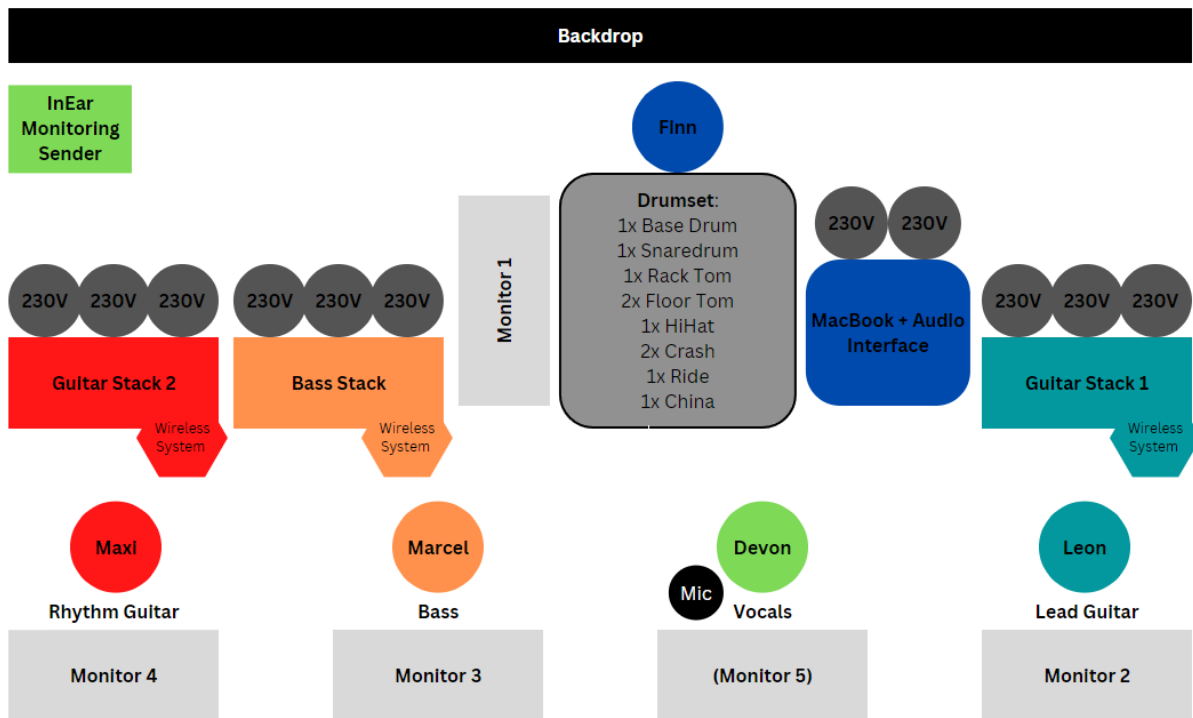 Backdrop
InEar
Monitoring
Sender
Finn
Drumset:
1x Base Drum
1x Snaredrum
1x Rack Tom
2x Floor Tom
1x HiHat
2x Crash
1x Ride
1x China
Monitor 1
230V 230V
MacBook + Audio
Interface
230V 230V 230V
Guitar Stack 2
Wireless
System
230V 230V 230V
Bass Stack
Wireless
System
230V 230V 230V
Guitar Stack 1
Wireless
System
Maxi
Rhythm Guitar
Marcel
Bass
Devon
Mic
Vocals
Leon
Lead Guitar
Monitor 4
Monitor 3
(Monitor 5)
Monitor 2